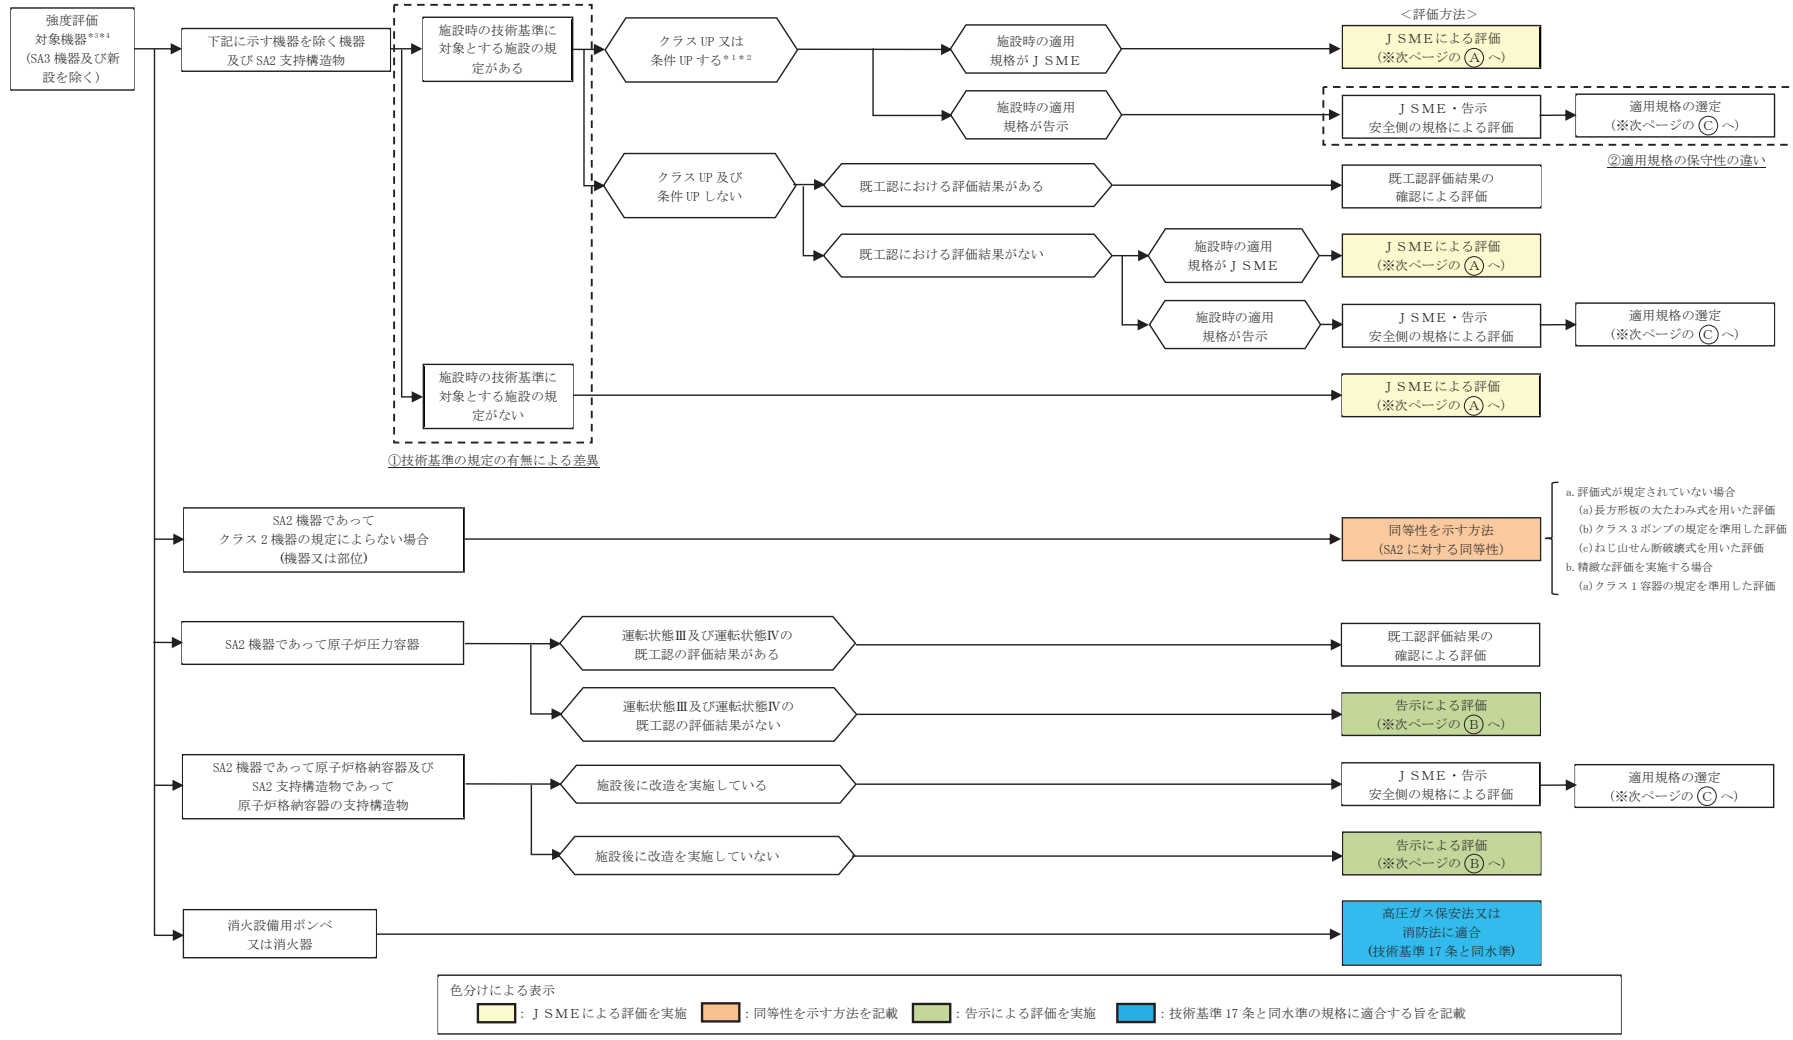 強度評価
対象機器*3*4
(SA3 機器及び新
設を除く)
下記に示す機器を除く機器
及び SA2 支持構造物
施設時の技術基準に
対象とする施設の規
定がある
クラス UP 又は
条件 UP する*1*2
施設時の適用
規格がＪＳＭＥ
＜評価方法＞
ＪＳＭＥによる評価
(※次ページの Ⓐ へ)
施設時の適用
規格が告示
ＪＳＭＥ・告示
安全側の規格による評価
適用規格の選定
(※次ページの Ⓒ へ)
②適用規格の保守性の違い
クラス UP 及び
条件 UP しない
既工認における評価結果がある
既工認評価結果の
確認による評価
既工認における評価結果がない
施設時の適用
規格がＪＳＭＥ
ＪＳＭＥによる評価
(※次ページの Ⓐ へ)
施設時の適用
規格が告示
ＪＳＭＥ・告示
安全側の規格による評価
適用規格の選定
(※次ページの Ⓒ へ)
施設時の技術基準に
対象とする施設の規
定がない
ＪＳＭＥによる評価
(※次ページの Ⓐ へ)
①技術基準の規定の有無による差異
SA2 機器であって
クラス 2 機器の規定によらない場合
(機器又は部位)
同等性を示す方法
(SA2 に対する同等性)
a. 評価式が規定されていない場合
(a) 長方形板の大たわみ式を用いた評価
(b) クラス 3 ポンプの規定を準用した評価
(c) ねじ山せん断破壊式を用いた評価
b. 精緻な評価を実施する場合
(a) クラス 1 容器の規定を準用した評価
SA2 機器であって原子炉圧力容器
運転状態Ⅲ及び運転状態Ⅳの
既工認の評価結果がある
既工認評価結果の
確認による評価
運転状態Ⅲ及び運転状態Ⅳの
既工認の評価結果がない
告示による評価
(※次ページの Ⓑ へ)
SA2 機器であって原子炉格納容器及び
SA2 支持構造物であって
原子炉格納容器の支持構造物
施設後に改造を実施している
ＪＳＭＥ・告示
安全側の規格による評価
適用規格の選定
(※次ページの Ⓒ へ)
施設後に改造を実施していない
告示による評価
(※次ページの Ⓑ へ)
消火設備用ボンベ
又は消火器
高圧ガス保安法又は
消防法に適合
(技術基準 17 条と同水準)
色分けによる表示
：ＪＳＭＥによる評価を実施
：同等性を示す方法を記載
：告示による評価を実施
：技術基準 17 条と同水準の規格に適合する旨を記載